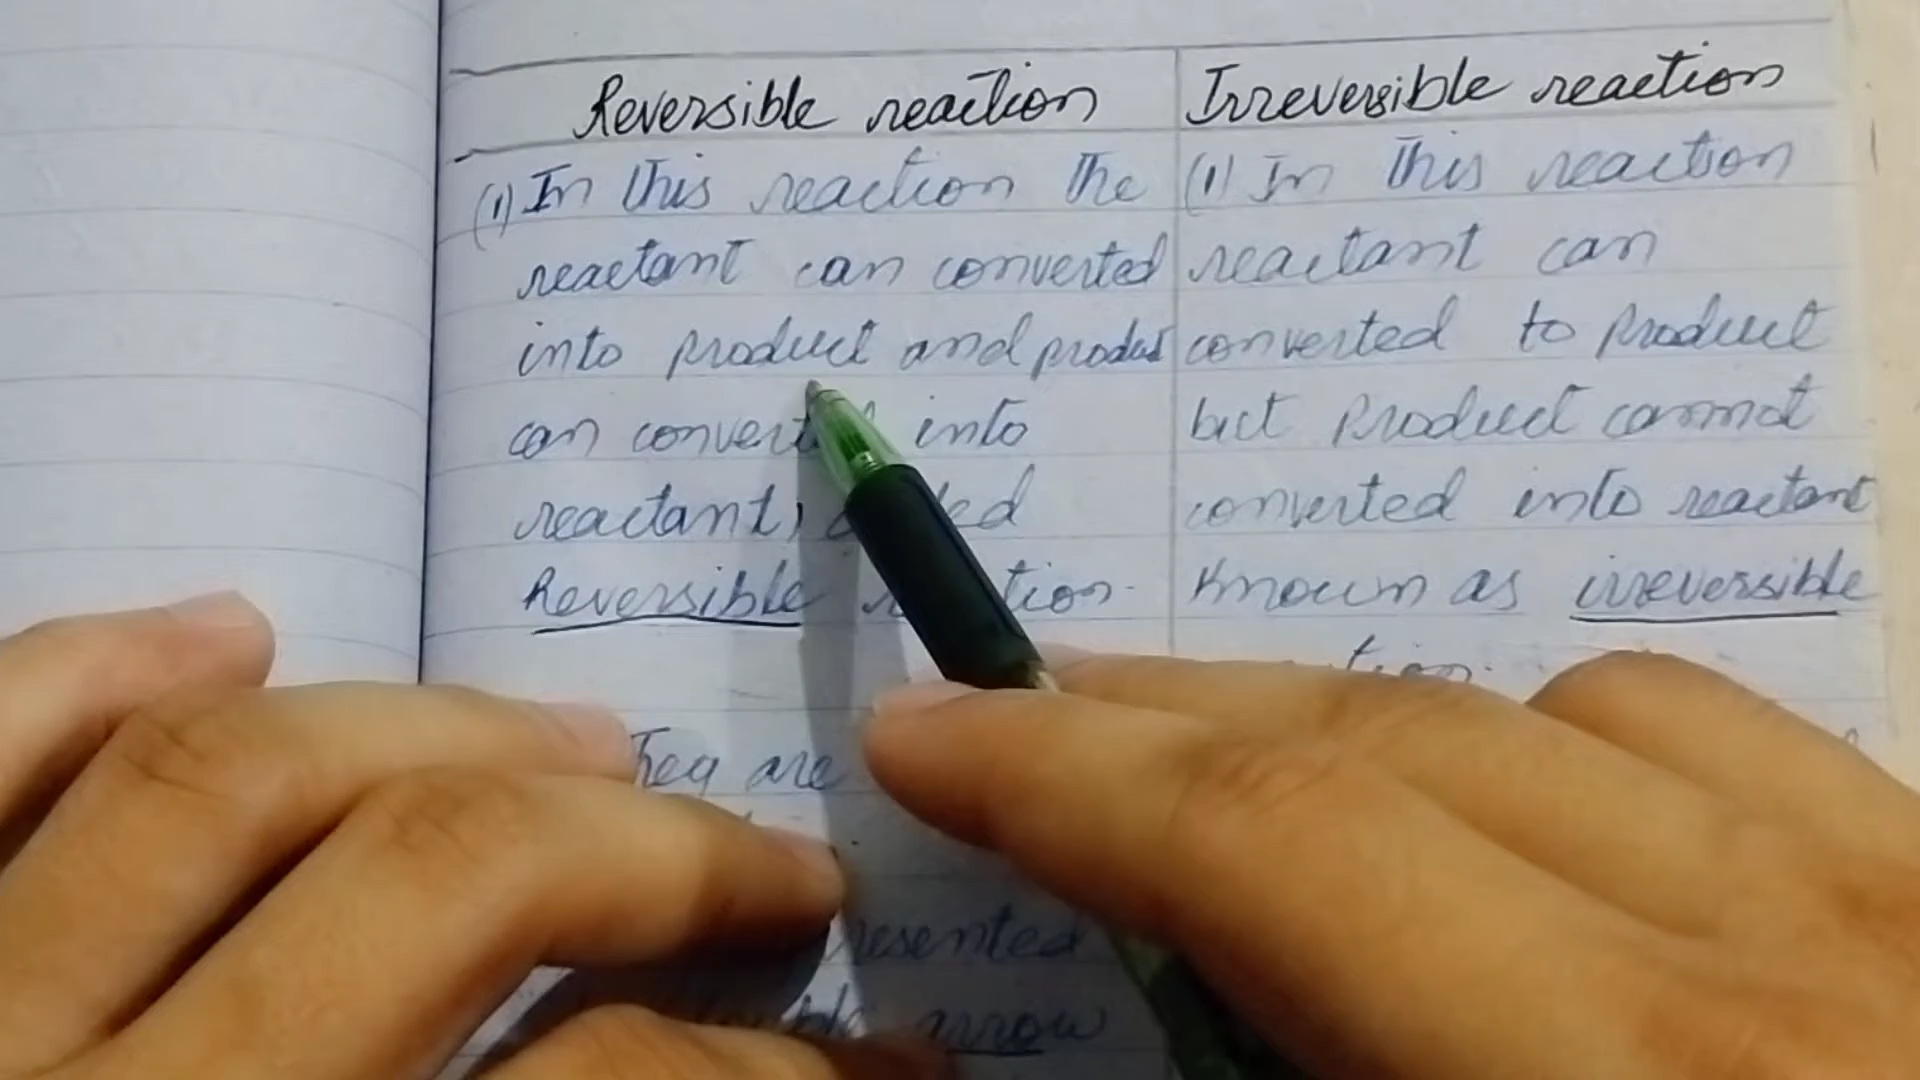 Reversible reaction
(1) In this reaction the
reactant can converted
into product and product
can converted into
reactant,
Reversible
They are
arrow
Irreversible reaction
(1) In this reaction
reactant can
converted to product
but product cannot
converted into reactant
known as irreversible